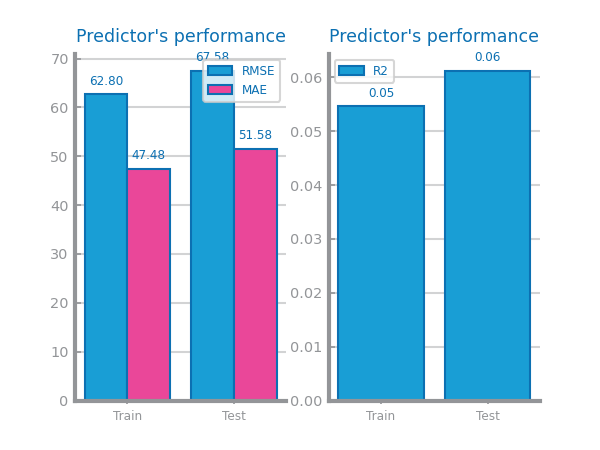 Predictor's performance
70
60
50
40
30
20
10
0
62.80
47.48
67.58
51.58
RMSE
MAE
Train
Test
Predictor's performance
0.06
0.05
0.04
0.03
0.02
0.01
0.00
R2
0.05
0.06
Train
Test